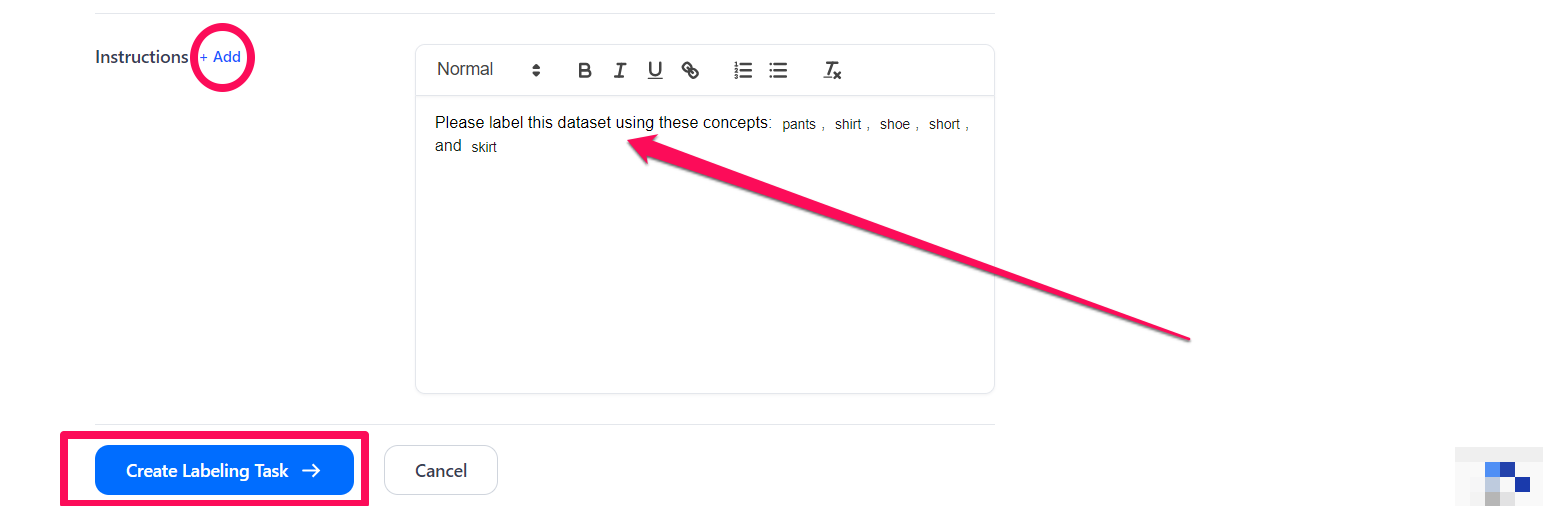 Instructions + Add
Normal
Please label this dataset using these concepts: pants , shirt , shoe , short ,
and skirt
Create Labeling Task →
Cancel